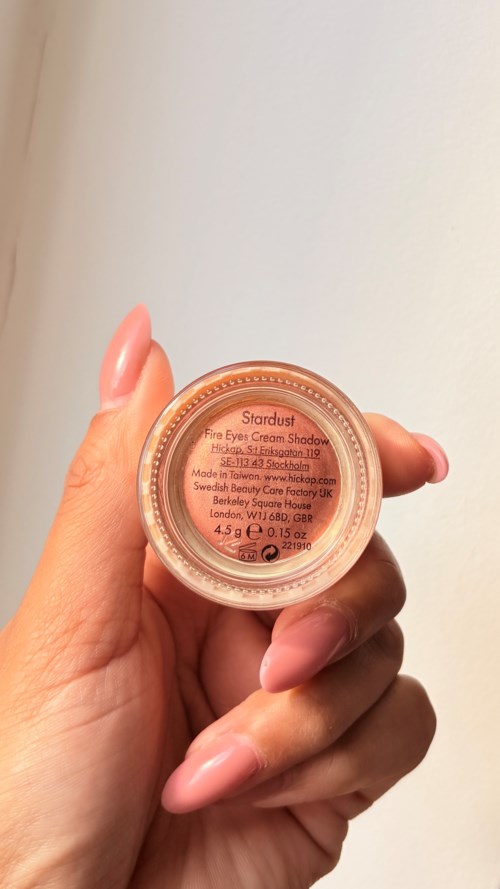 Stardust
Fire Eyes Cream Shadow
Hickap, S:t Eriksgatan 119
SE-113 43 Stockholm
Made in Taiwan. www.hickap.com
Swedish Beauty Care Factory UK
Berkeley Square House
London, W1J 6BD, GBR
4.5 g ℮ 0.15 oz
6M 221910